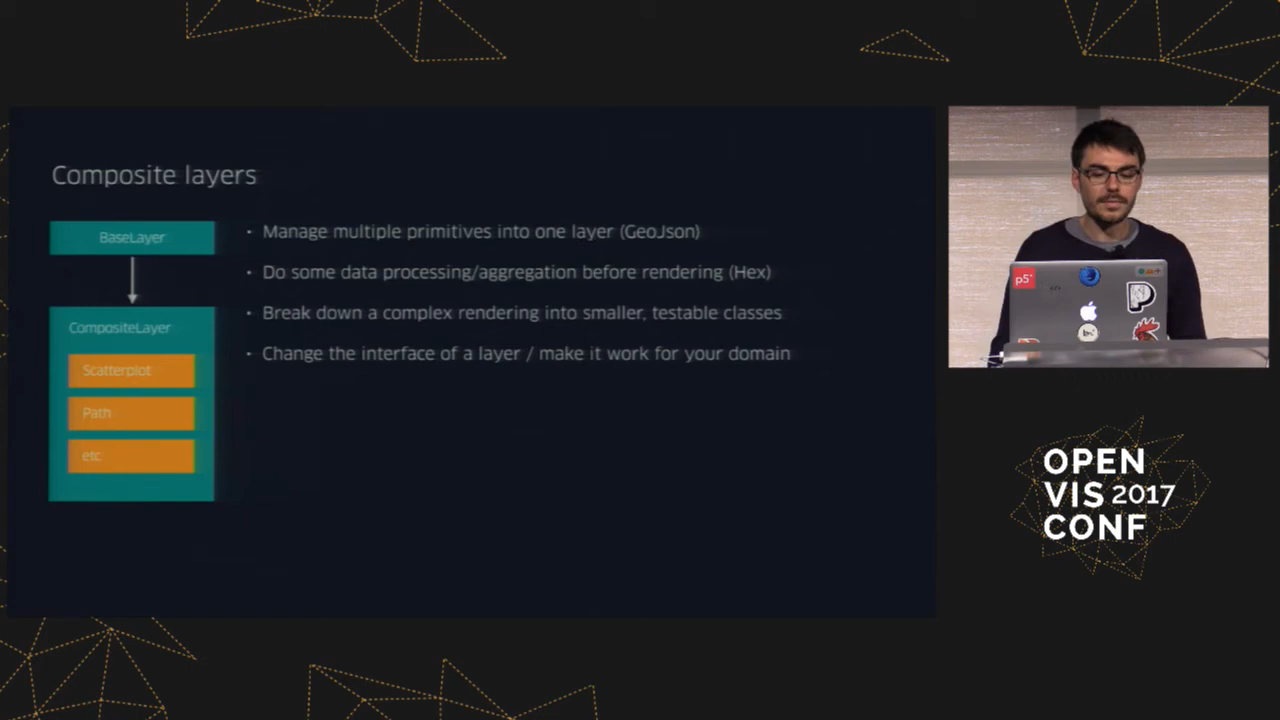 Composite layers
BaseLayer
CompositeLayer
Scatterplot
Path
etc
• Manage multiple primitives into one layer (GeoJson)
• Do some data processing/aggregation before rendering (Hex)
• Break down a complex rendering into smaller, testable classes
• Change the interface of a layer / make it work for your domain
p5*
OPEN
VIS 2017
CONF